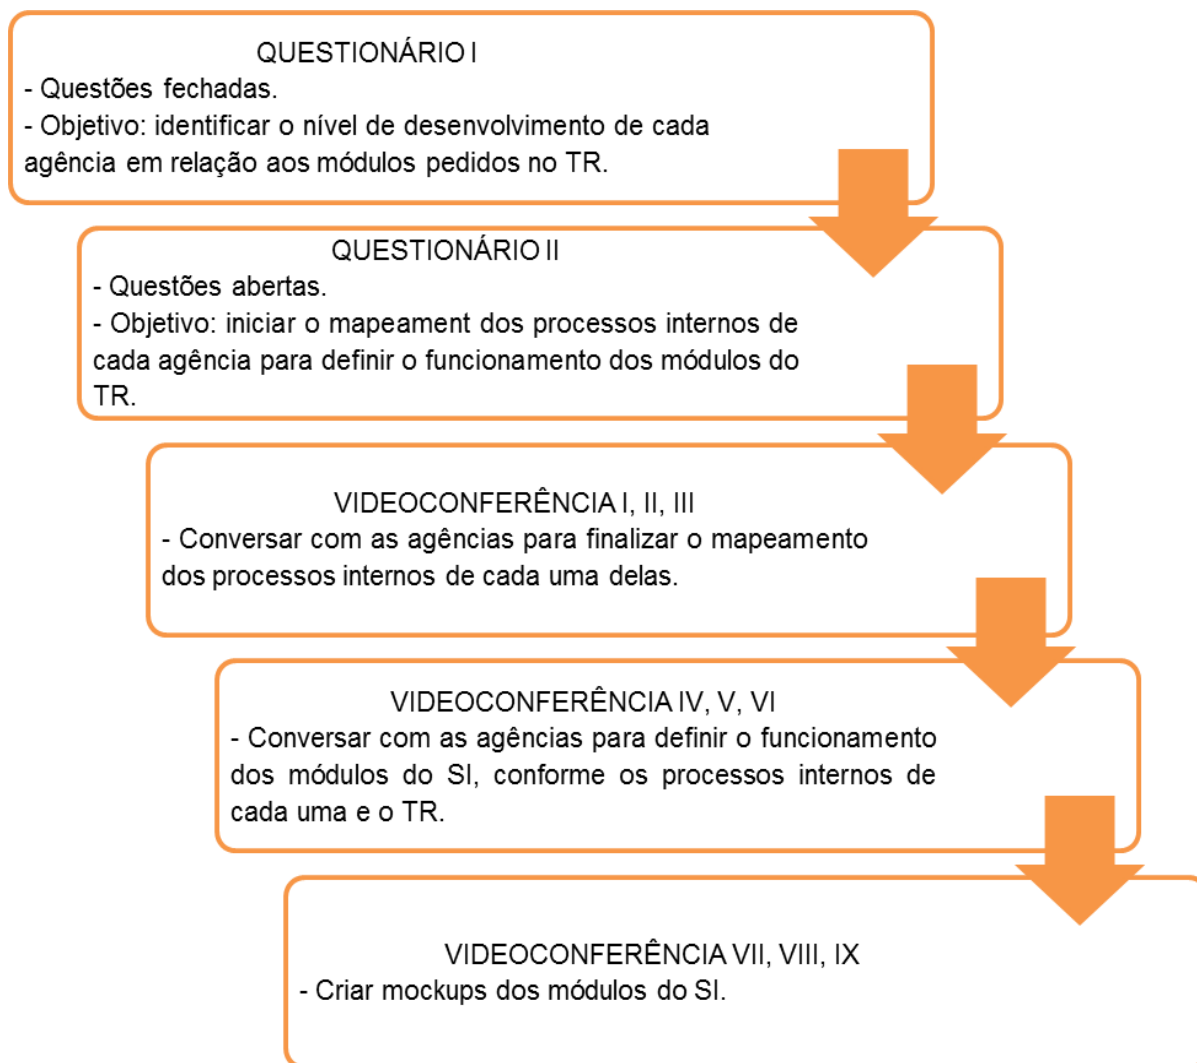 QUESTIONÁRIO I
- Questões fechadas.
- Objetivo: identificar o nível de desenvolvimento de cada
agência em relação aos módulos pedidos no TR.
QUESTIONÁRIO II
- Questões abertas.
- Objetivo: iniciar o mapeament dos processos internos de
cada agência para definir o funcionamento dos módulos do
TR.
VIDEOCONFERÊNCIA I, II, III
- Conversar com as agências para finalizar o mapeamento
dos processos internos de cada uma delas.
VIDEOCONFERÊNCIA IV, V, VI
- Conversar com as agências para definir o funcionamento
dos módulos do SI, conforme os processos internos de
cada uma e o TR.
VIDEOCONFERÊNCIA VII, VIII, IX
- Criar mockups dos módulos do SI.